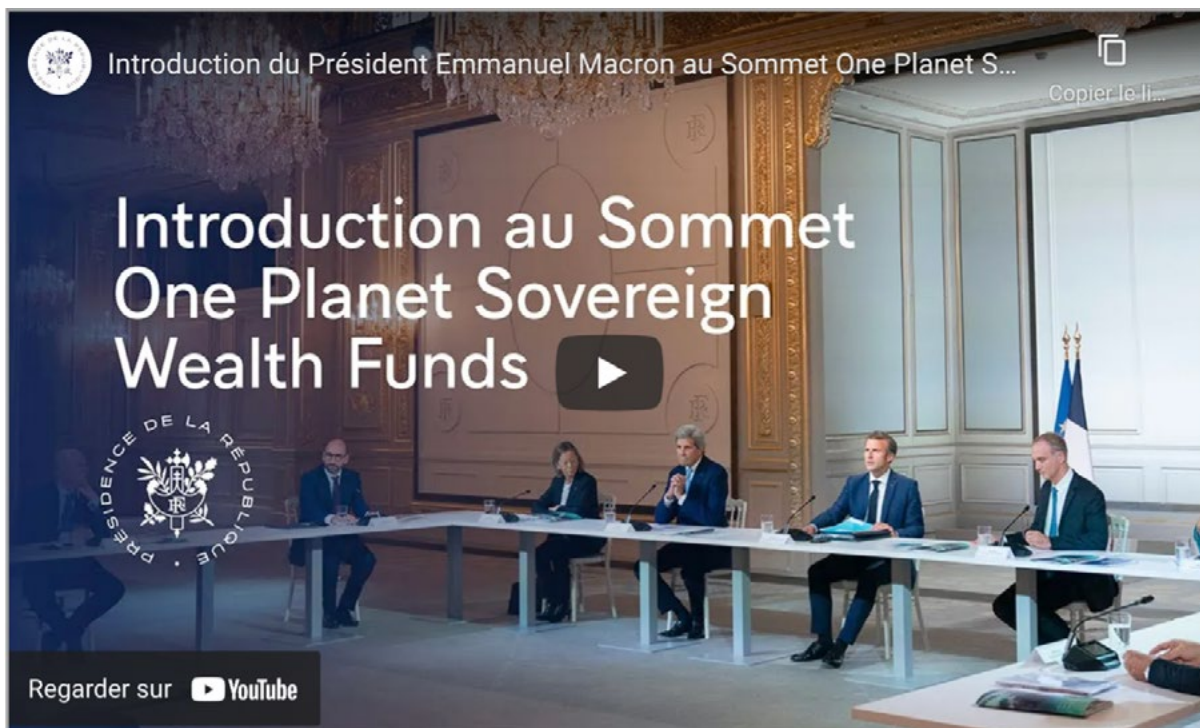 Introduction du Président Emmanuel Macron au Sommet One Planet S...
Copier le li...
Introduction au Sommet
One Planet Sovereign
Wealth Funds
PRÉSIDENCE DE LA RÉPUBLIQUE
RF
Regarder sur YouTube